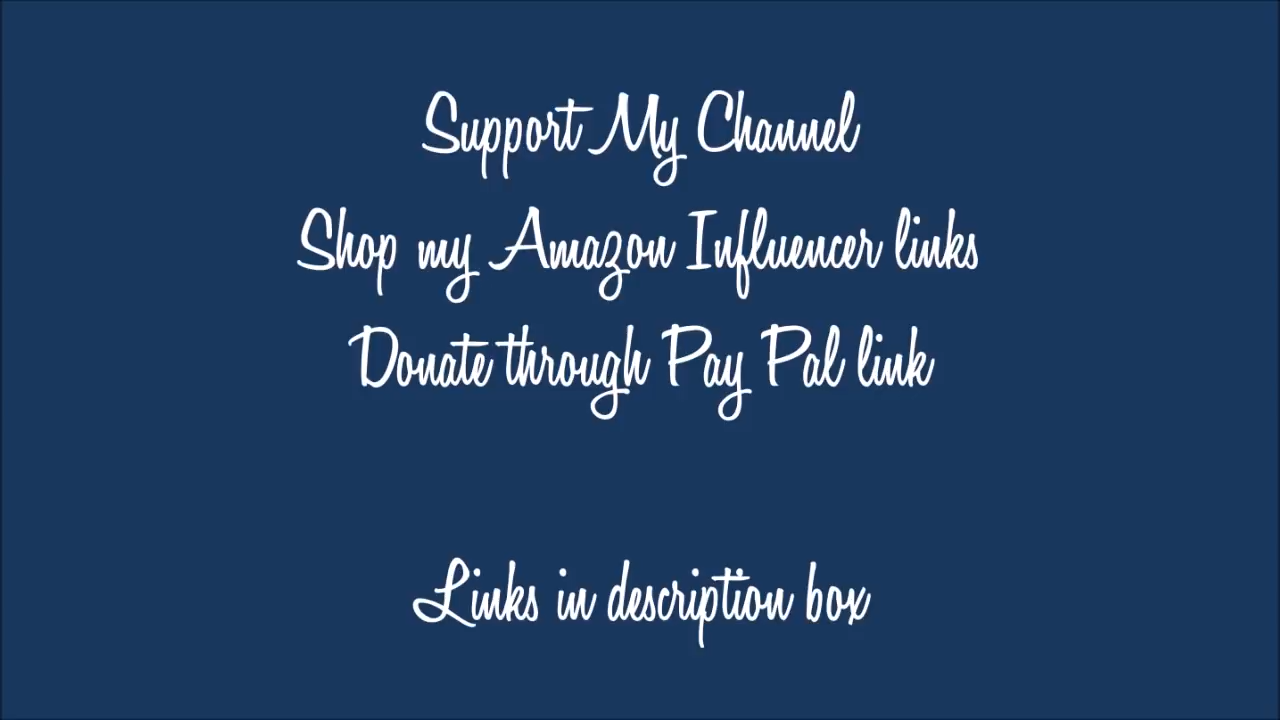 Support My Channel
Shop my Amazon Influencer links
Donate through Pay Pal link
Links in description box